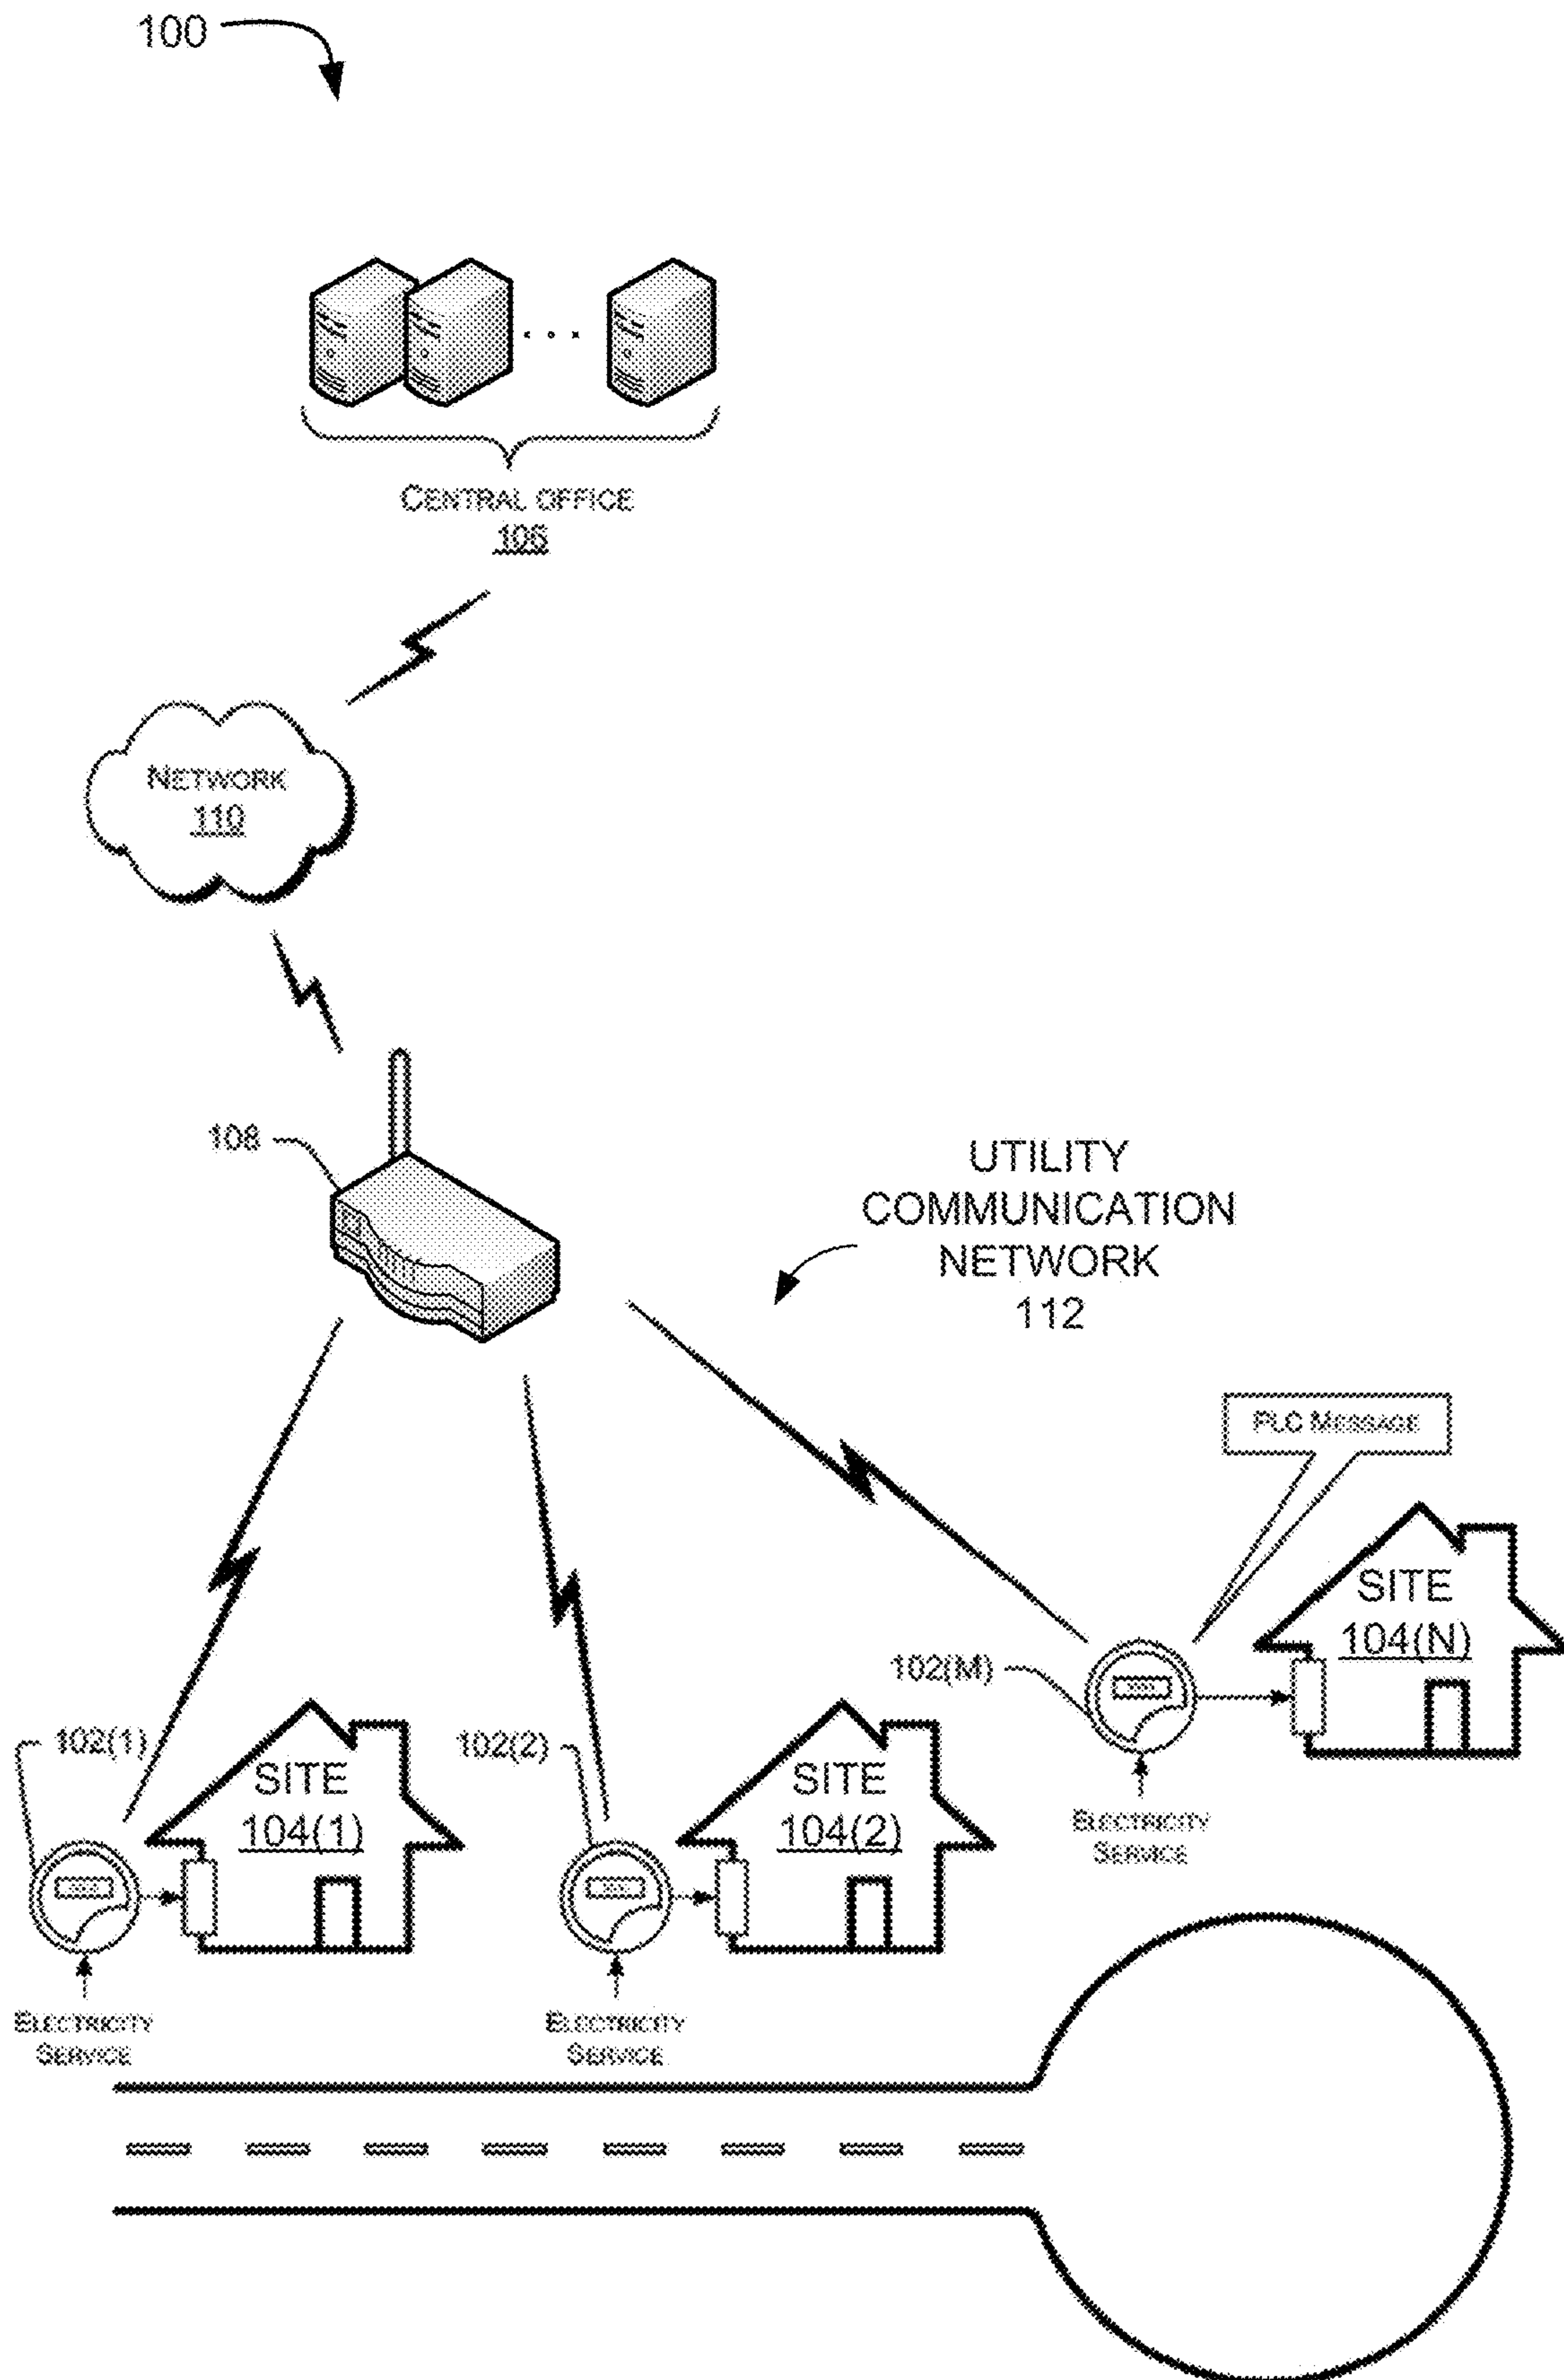 100
CENTRAL OFFICE
106
NETWORK
110
108
UTILITY
COMMUNICATION
NETWORK
112
PLC MESSAGE
SITE
104(N)
102(M)
ELECTRICITY
SERVICE
102(1)
SITE
104(1)
102(2)
SITE
104(2)
ELECTRICITY
SERVICE
ELECTRICITY
SERVICE